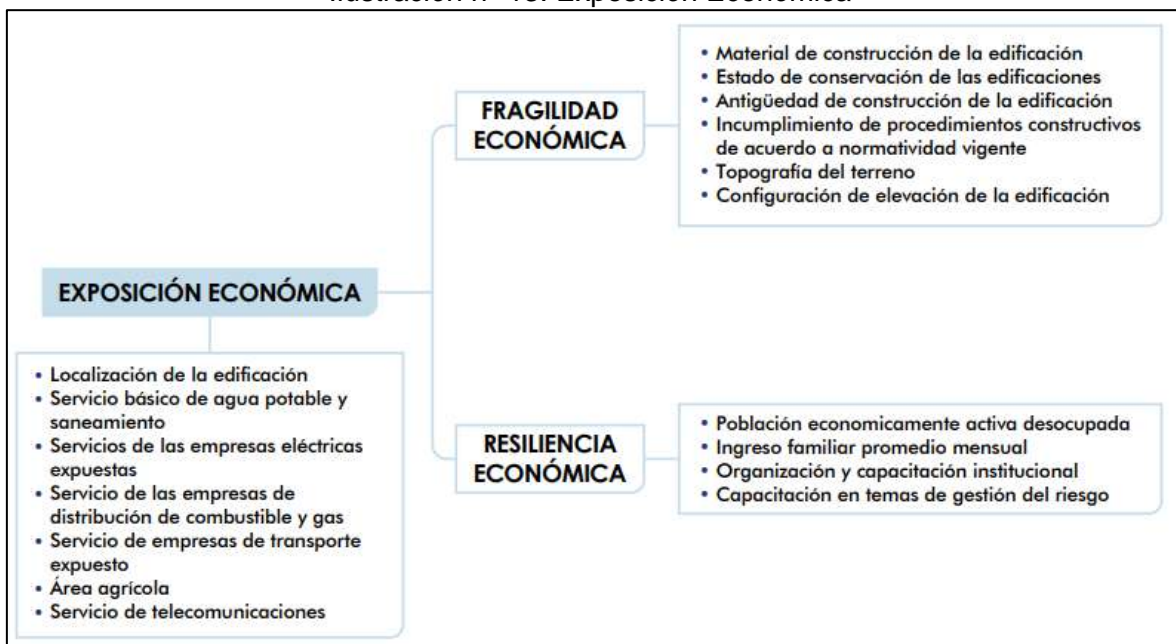 FRAGILIDAD
ECONÓMICA
• Material de construcción de la edificación
• Estado de conservación de las edificaciones
• Antigüedad de construcción de la edificación
• Incumplimiento de procedimientos constructivos
de acuerdo a normatividad vigente
• Topografía del terreno
• Configuración de elevación de la edificación
EXPOSICIÓN ECONÓMICA
• Localización de la edificación
• Servicio básico de agua potable y
saneamiento
• Servicios de las empresas eléctricas
expuestas
• Servicio de las empresas de
distribución de combustible y gas
• Servicio de empresas de transporte
expuesto
• Área agrícola
• Servicio de telecomunicaciones
RESILIENCIA
ECONÓMICA
• Población economicamente activa desocupada
• Ingreso familiar promedio mensual
• Organización y capacitación institucional
• Capacitación en temas de gestión del riesgo